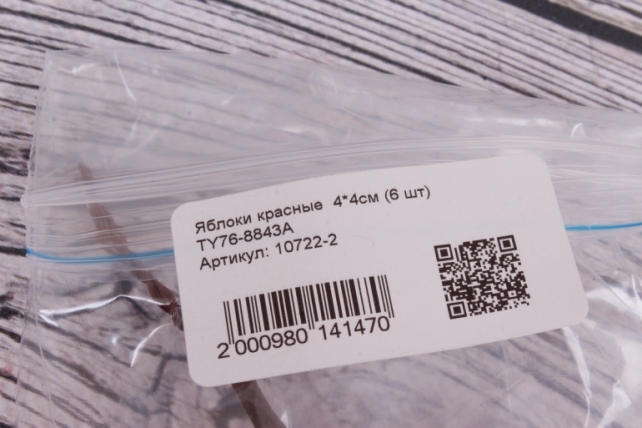 Яблоки красные 4*4см (6 шт)
TY76-8843A
Артикул: 10722-2
2 000980 141470